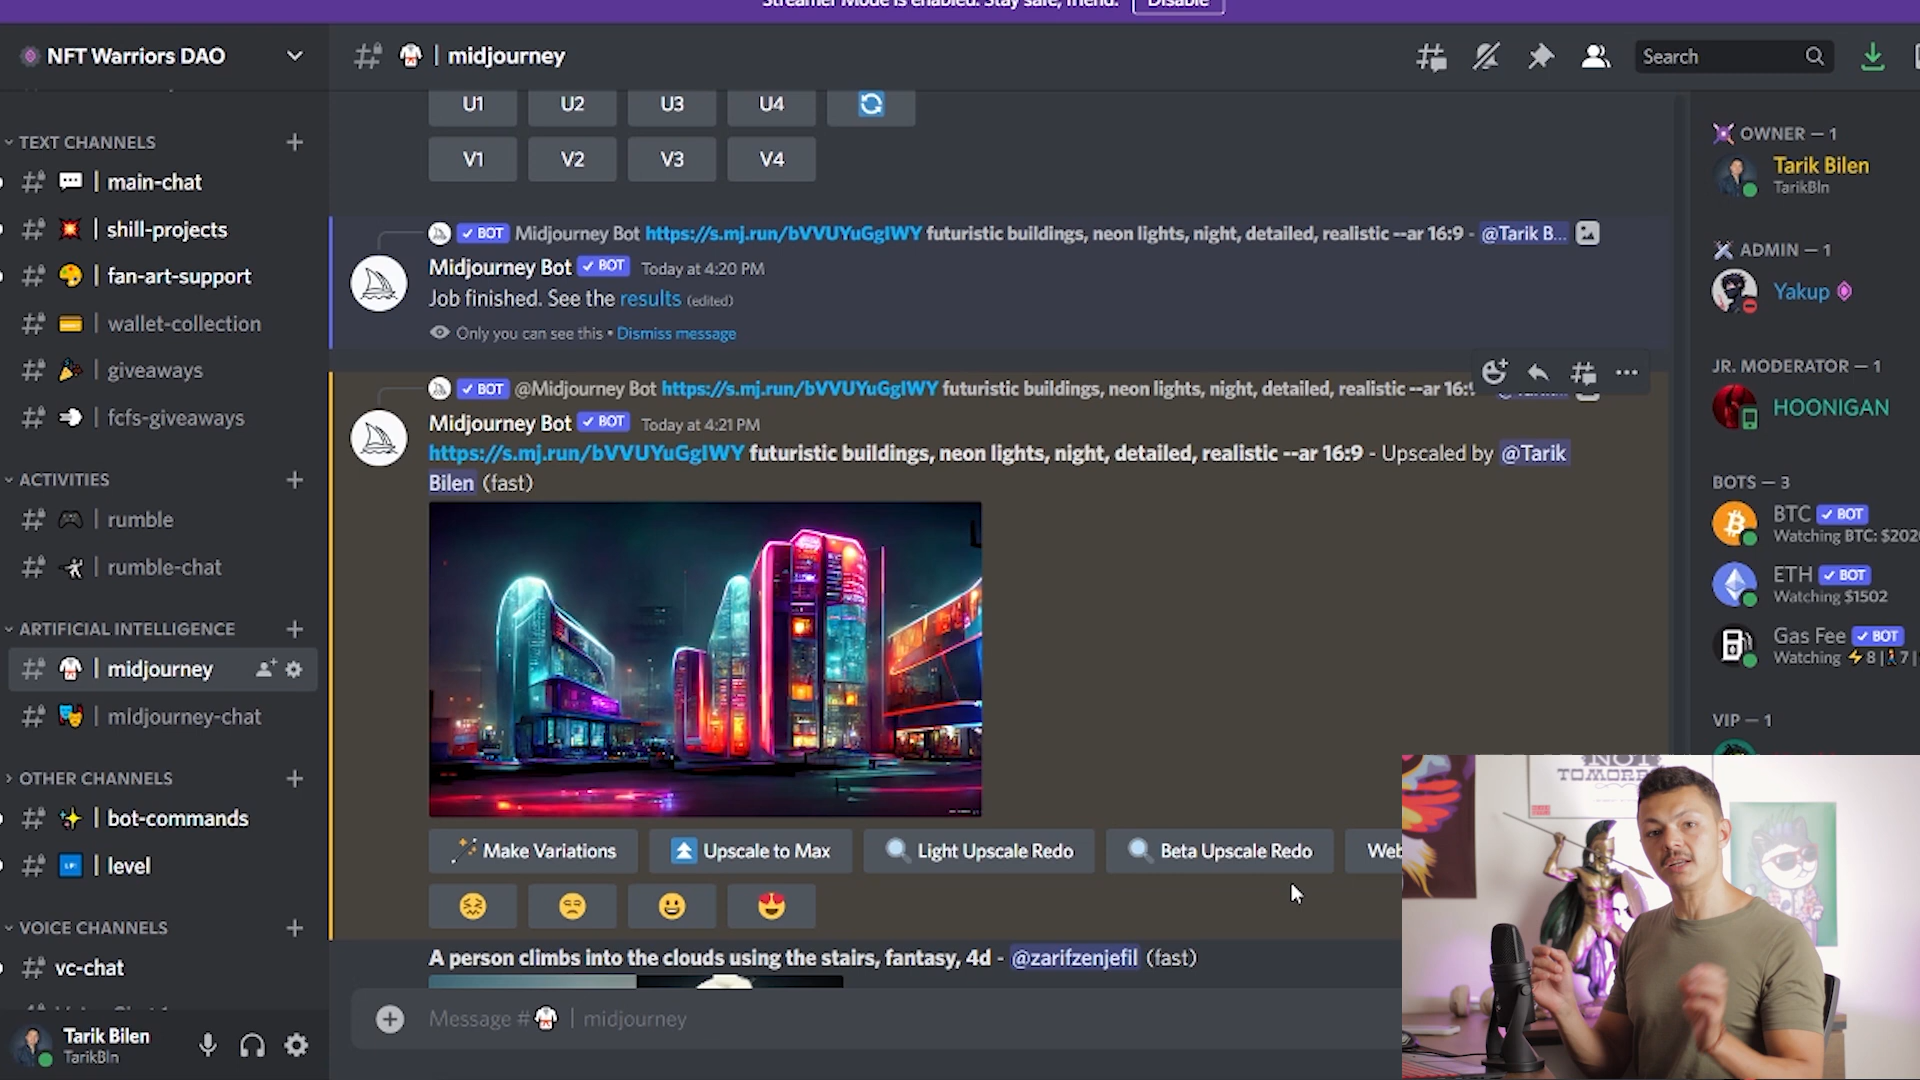 Streamer Mode is enabled. Stay safe, friend. Disable
NFT Warriors DAO
TEXT CHANNELS
main-chat
shill-projects
fan-art-support
wallet-collection
giveaways
fcfs-giveaways
ACTIVITIES
rumble
rumble-chat
ARTIFICIAL INTELLIGENCE
midjourney
mIdjourney-chat
OTHER CHANNELS
bot-commands
level
VOICE CHANNELS
vc-chat
Tarik Bilen
TarikBln
| midjourney
Search
U1 U2 U3 U4
V1 V2 V3 V4
BOT Midjourney Bot https://s.mj.run/bVVUYuGgIWY futuristic buildings, neon lights, night, detailed, realistic --ar 16:9 - @Tarik B...
Midjourney Bot BOT Today at 4:20 PM
Job finished. See the results (edited)
Only you can see this • Dismiss message
BOT @Midjourney Bot https://s.mj.run/bVVUYuGgIWY futuristic buildings, neon lights, night, detailed, realistic --ar 16:
Midjourney Bot BOT Today at 4:21 PM
https://s.mj.run/bVVUYuGgIWY futuristic buildings, neon lights, night, detailed, realistic --ar 16:9 - Upscaled by @Tarik
Bilen (fast)
Make Variations Upscale to Max Light Upscale Redo Beta Upscale Redo Web
A person climbs into the clouds using the stairs, fantasy, 4d - @zarifzenjefil (fast)
Message # | midjourney
OWNER — 1
Tarik Bilen
TarikBln
ADMIN — 1
Yakup
JR. MODERATOR — 1
HOONIGAN
BOTS — 3
BTC BOT
Watching BTC: $202
ETH BOT
Watching $1502
Gas Fee BOT
Watching 8 | 7 |
VIP — 1
NOT
TOMORR